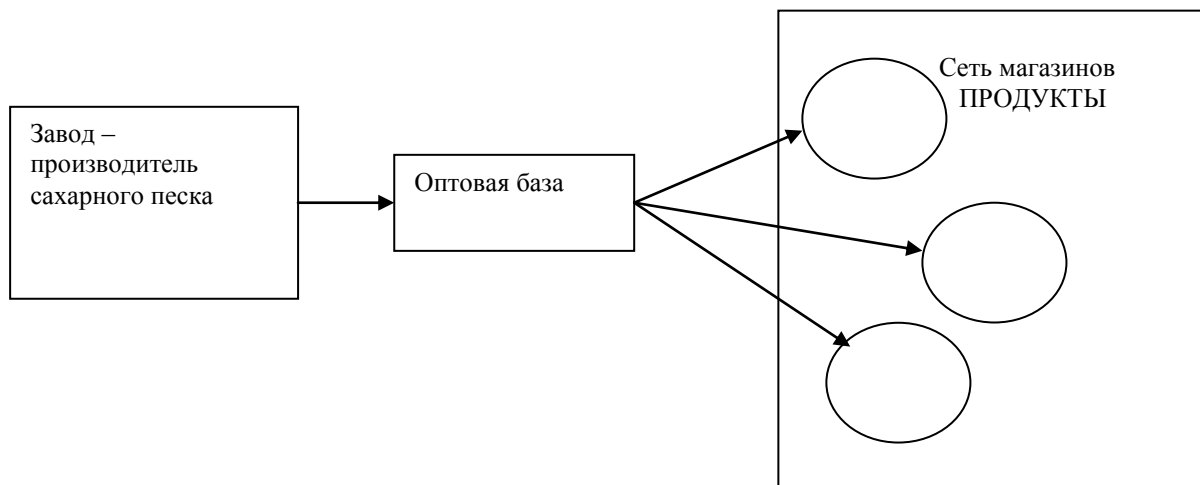 Завод –
производитель
сахарного песка
Оптовая база
Сеть магазинов
ПРОДУКТЫ